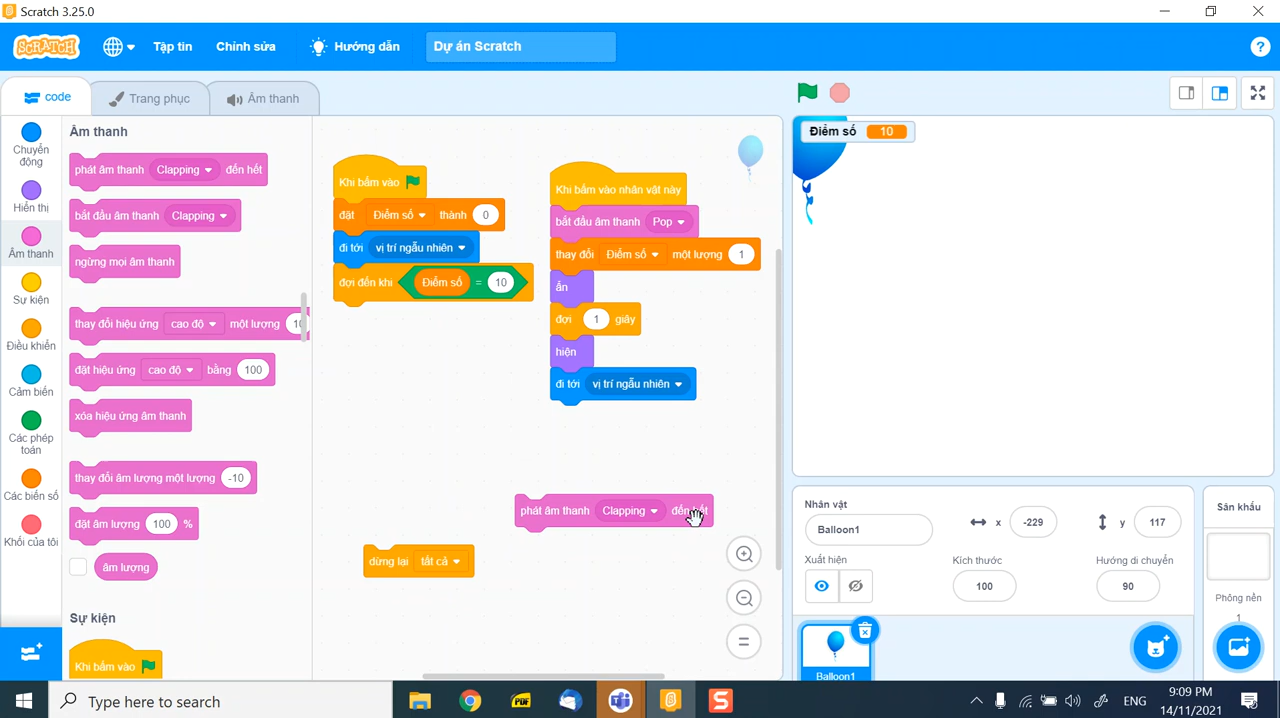 Scratch 3.25.0
SCRATCH
Tập tin
Chỉnh sửa
Hướng dẫn
Dự án Scratch
code
Trang phục
Âm thanh
Chuyển động
Hiển thị
Âm thanh
Sự kiện
Điều khiển
Cảm biến
Các phép toán
Các biến số
Khối của tôi
Âm thanh
phát âm thanh Clapping đến hết
bắt đầu âm thanh Clapping
ngừng mọi âm thanh
thay đổi hiệu ứng cao độ một lượng 10
đặt hiệu ứng cao độ bằng 100
xóa hiệu ứng âm thanh
thay đổi âm lượng một lượng -10
đặt âm lượng 100 %
âm lượng
Sự kiện
Khi bấm vào
Khi bấm vào
đặt Điểm số thành 0
đi tới vị trí ngẫu nhiên
đợi đến khi Điểm số = 10
Khi bấm vào nhân vật này
bắt đầu âm thanh Pop
thay đổi Điểm số một lượng 1
ẩn
đợi 1 giây
hiện
đi tới vị trí ngẫu nhiên
phát âm thanh Clapping đến hết
dừng lại tất cả
Điểm số 10
Nhân vật
Balloon1
x -229
y 117
Xuất hiện
Kích thước
100
Hướng di chuyển
90
Balloon1
Sân khấu
Phông nền
1
Type here to search
PDF
S
ENG
9:09 PM
14/11/2021